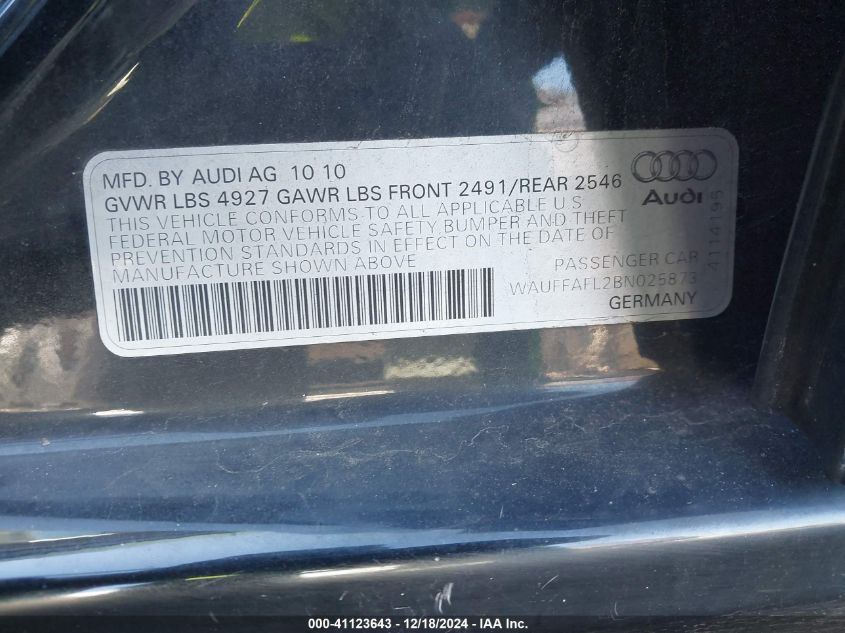 MFD. BY AUDI AG 10 10
GVWR LBS 4927 GAWR LBS FRONT 2491/REAR 2546
THIS VEHICLE CONFORMS TO ALL APPLICABLE U S
FEDERAL MOTOR VEHICLE SAFETY, BUMPER AND THEFT
PREVENTION STANDARDS IN EFFECT ON THE DATE OF
MANUFACTURE SHOWN ABOVE
Audi
4114195
PASSENGER CAR
WAUFFAFL2BN025873
GERMANY
000-41123643 - 12/18/2024 - IAA Inc.